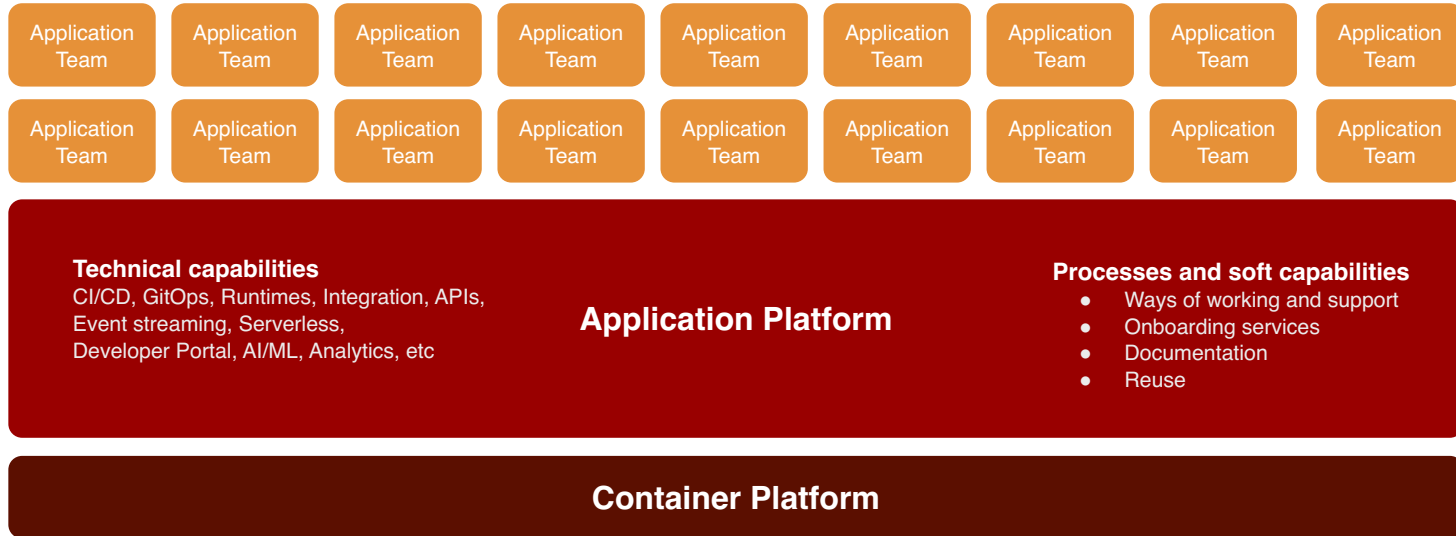 Application Application Application Application Application Application Application Application Application
Team Team Team Team Team Team Team Team Team
Application Application Application Application Application Application Application Application Application
Team Team Team Team Team Team Team Team Team
Technical capabilities
CI/CD, GitOps, Runtimes, Integration, APIs,
Event streaming, Serverless,
Developer Portal, AI/ML, Analytics, etc
Application Platform
Processes and soft capabilities
● Ways of working and support
● Onboarding services
● Documentation
● Reuse
Container Platform